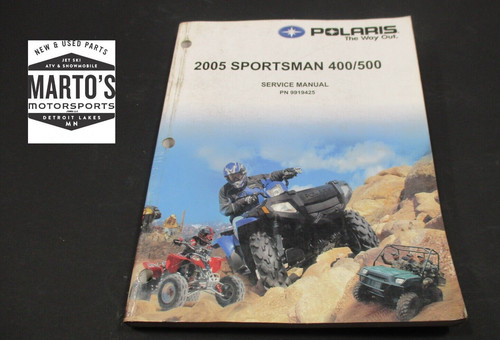 NEW & USED PARTS
JET SKI
ATV & SNOWMOBILE
MARTO'S
MOTORSPORTS
DETROIT LAKES
MN
POLARIS
The Way Out.
2005 SPORTSMAN 400/500
SERVICE MANUAL
PN 9919425